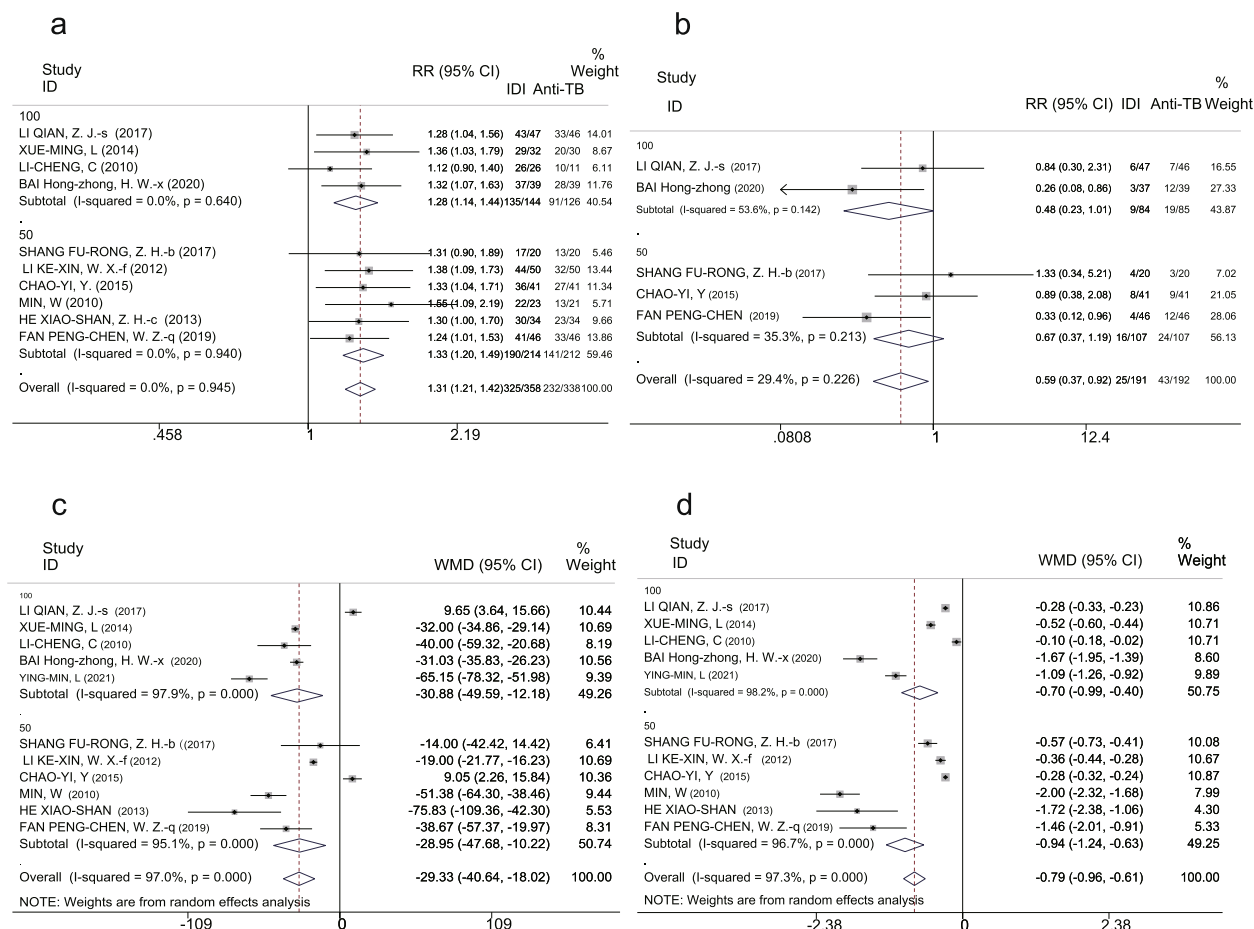 a
%
Study RR (95% CI) Weight
ID IDI Anti-TB
100
LI QIAN, Z. J.-s (2017) 1.28 (1.04, 1.56) 43/47 33/46 14.01
XUE-MING, L (2014) 1.36 (1.03, 1.79) 29/32 20/30 8.67
LI-CHENG, C (2010) 1.12 (0.90, 1.40) 26/26 10/11 6.11
BAI Hong-zhong, H. W.-x (2020) 1.32 (1.07, 1.63) 37/39 28/39 11.76
Subtotal (I-squared = 0.0%, p = 0.640) 1.28 (1.14, 1.44) 135/144 91/126 40.54
.
50
SHANG FU-RONG, Z. H.-b (2017) 1.31 (0.90, 1.89) 17/20 13/20 5.46
LI KE-XIN, W. X.-f (2012) 1.38 (1.09, 1.73) 44/50 32/50 13.44
CHAO-YI, Y. (2015) 1.33 (1.04, 1.71) 36/41 27/41 11.34
MIN, W (2010) 1.55 (1.09, 2.19) 22/23 13/21 5.71
HE XIAO-SHAN, Z. H.-c (2013) 1.30 (1.00, 1.70) 30/34 23/34 9.66
FAN PENG-CHEN, W. Z.-q (2019) 1.24 (1.01, 1.53) 41/46 33/46 13.86
Subtotal (I-squared = 0.0%, p = 0.940) 1.33 (1.20, 1.49) 190/214 141/212 59.46
.
Overall (I-squared = 0.0%, p = 0.945) 1.31 (1.21, 1.42) 325/358 232/338 100.00
.458 1 2.19
b
Study %
ID RR (95% CI) IDI Anti-TB Weight
100
LI QIAN, Z. J.-s (2017) 0.84 (0.30, 2.31) 6/47 7/46 16.55
BAI Hong-zhong (2020) 0.26 (0.08, 0.86) 3/37 12/39 27.33
Subtotal (I-squared = 53.6%, p = 0.142) 0.48 (0.23, 1.01) 9/84 19/85 43.87
.
50
SHANG FU-RONG, Z. H.-b (2017) 1.33 (0.34, 5.21) 4/20 3/20 7.02
CHAO-YI, Y (2015) 0.89 (0.38, 2.08) 8/41 9/41 21.05
FAN PENG-CHEN (2019) 0.33 (0.12, 0.96) 4/46 12/46 28.06
Subtotal (I-squared = 35.3%, p = 0.213) 0.67 (0.37, 1.19) 16/107 24/107 56.13
.
Overall (I-squared = 29.4%, p = 0.226) 0.59 (0.37, 0.92) 25/191 43/192 100.00
.0808 1 12.4
c
Study %
ID WMD (95% CI) Weight
100
LI QIAN, Z. J.-s (2017) 9.65 (3.64, 15.66) 10.44
XUE-MING, L (2014) -32.00 (-34.86, -29.14) 10.69
LI-CHENG, C (2010) -40.00 (-59.32, -20.68) 8.19
BAI Hong-zhong, H. W.-x (2020) -31.03 (-35.83, -26.23) 10.56
YING-MIN, L (2021) -65.15 (-78.32, -51.98) 9.39
Subtotal (I-squared = 97.9%, p = 0.000) -30.88 (-49.59, -12.18) 49.26
.
50
SHANG FU-RONG, Z. H.-b ((2017) -14.00 (-42.42, 14.42) 6.41
LI KE-XIN, W. X.-f (2012) -19.00 (-21.77, -16.23) 10.69
CHAO-YI, Y (2015) 9.05 (2.26, 15.84) 10.36
MIN, W (2010) -51.38 (-64.30, -38.46) 9.44
HE XIAO-SHAN (2013) -75.83 (-109.36, -42.30) 5.53
FAN PENG-CHEN, W. Z.-q (2019) -38.67 (-57.37, -19.97) 8.31
Subtotal (I-squared = 95.1%, p = 0.000) -28.95 (-47.68, -10.22) 50.74
.
Overall (I-squared = 97.0%, p = 0.000) -29.33 (-40.64, -18.02) 100.00
NOTE: Weights are from random effects analysis
-109 0 109
d
Study %
ID WMD (95% CI) Weight
100
LI QIAN, Z. J.-s (2017) -0.28 (-0.33, -0.23) 10.86
XUE-MING, L (2014) -0.52 (-0.60, -0.44) 10.71
LI-CHENG, C (2010) -0.10 (-0.18, -0.02) 10.71
BAI Hong-zhong, H. W.-x (2020) -1.67 (-1.95, -1.39) 8.60
YING-MIN, L (2021) -1.09 (-1.26, -0.92) 9.89
Subtotal (I-squared = 98.2%, p = 0.000) -0.70 (-0.99, -0.40) 50.75
.
50
SHANG FU-RONG, Z. H.-b (2017) -0.57 (-0.73, -0.41) 10.08
LI KE-XIN, W. X.-f (2012) -0.36 (-0.44, -0.28) 10.67
CHAO-YI, Y (2015) -0.28 (-0.32, -0.24) 10.87
MIN, W (2010) -2.00 (-2.32, -1.68) 7.99
HE XIAO-SHAN (2013) -1.72 (-2.38, -1.06) 4.30
FAN PENG-CHEN, W. Z.-q (2019) -1.46 (-2.01, -0.91) 5.33
Subtotal (I-squared = 96.7%, p = 0.000) -0.94 (-1.24, -0.63) 49.25
.
Overall (I-squared = 97.3%, p = 0.000) -0.79 (-0.96, -0.61) 100.00
NOTE: Weights are from random effects analysis
-2.38 0 2.38